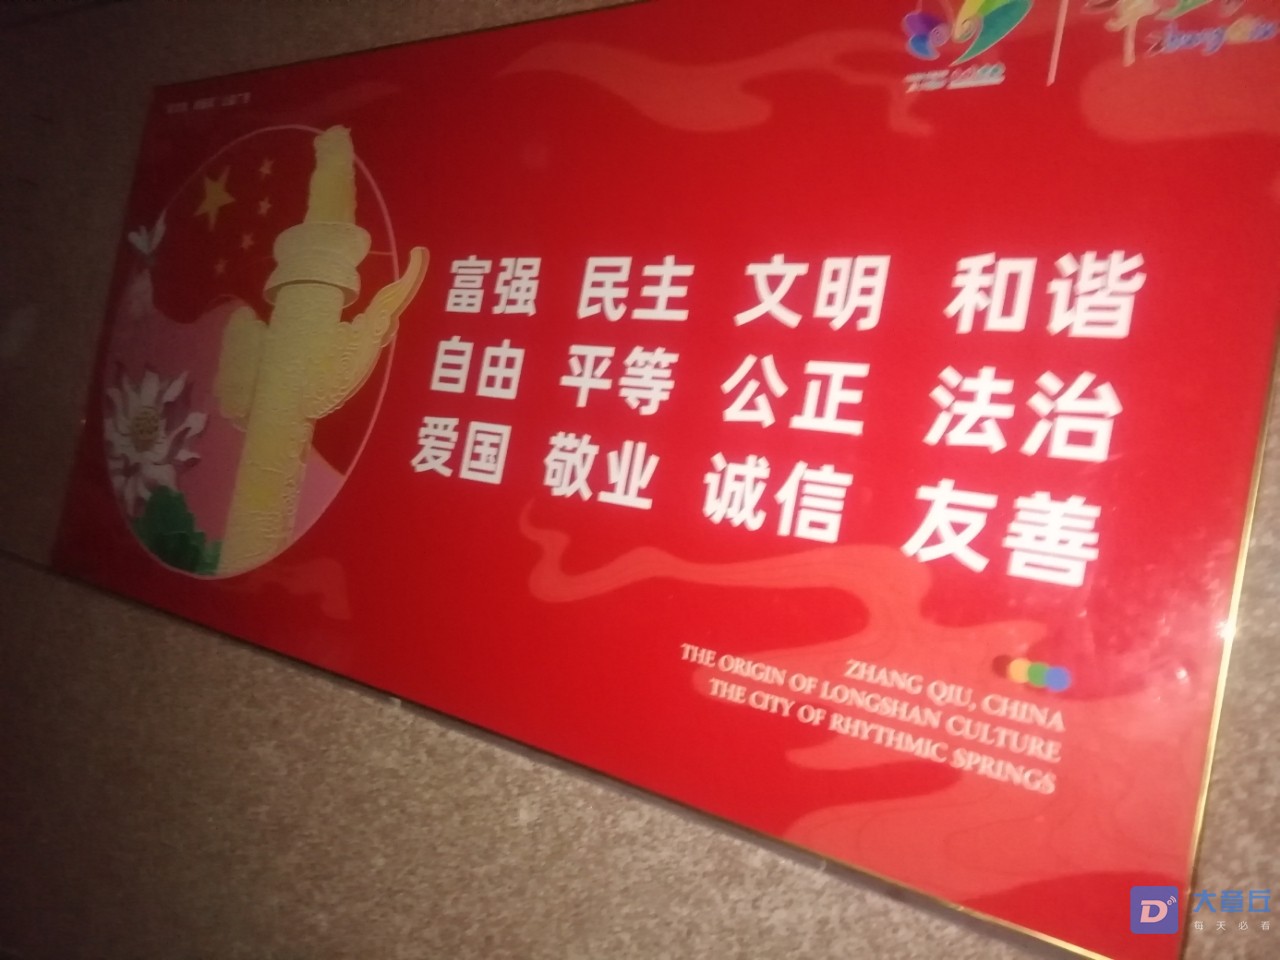 富强 民主 文明 和谐
自由 平等 公正 法治
爱国 敬业 诚信 友善
ZHANG QIU, CHINA
THE ORIGIN OF LONGSHAN CULTURE
THE CITY OF RHYTHMIC SPRINGS
大章丘
每天必看